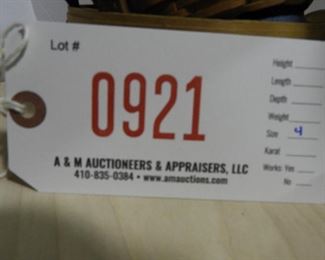 Lot #
0921
A & M AUCTIONEERS & APPRAISERS, LLC
410-835-0384 • www.amauctions.com
Height
Length
Depth
Weight
Size 4
Karat
Works: Yes
No